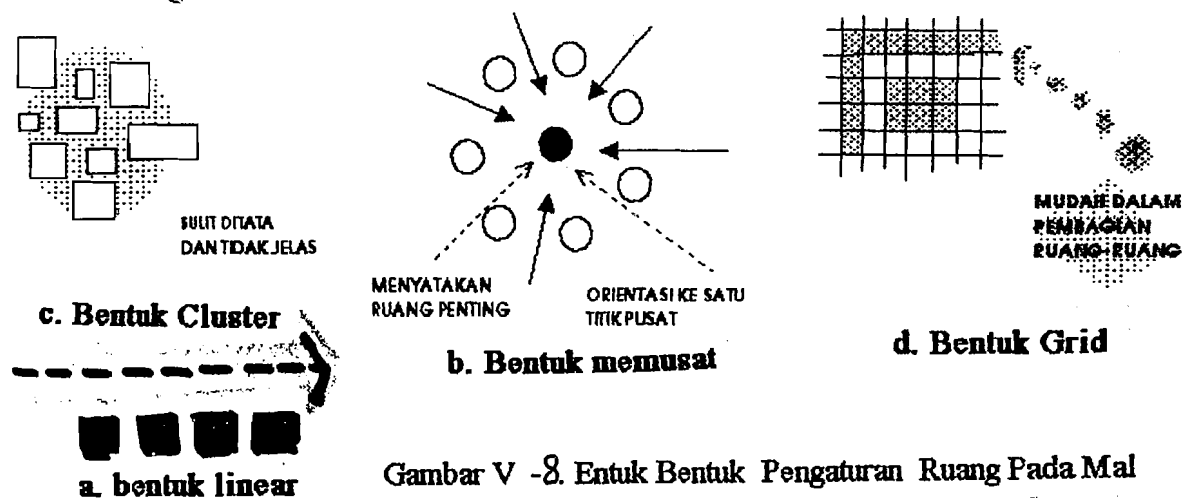 SULIT DITATA
DAN TIDAK JELAS
c. Bentuk Cluster
MENYATAKAN
RUANG PENTING
ORIENTASI KE SATU
TITIK PUSAT
b. Bentuk memusat
MUDAH DALAM
PEMBAGIAN
RUANG-RUANG
d. Bentuk Grid
a. bentuk linear
Gambar V -8. Entuk Bentuk Pengaturan Ruang Pada Mal